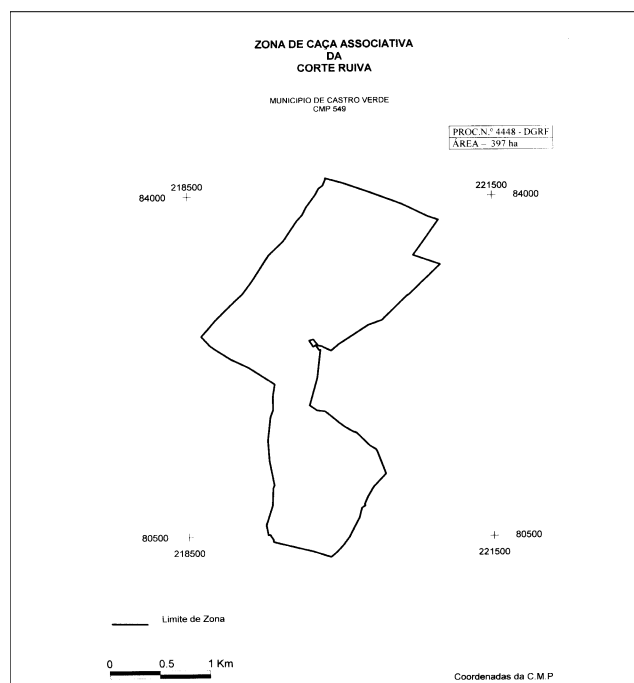 ZONA DE CAÇA ASSOCIATIVA
DA
CORTE RUIVA
MUNICIPIO DE CASTRO VERDE
CMP 549
PROC.N.º 4448 - DGRF
ÁREA – 397 ha
218500
84000
221500
84000
80500
218500
80500
221500
Limite de Zona
0 0.5 1 Km
Coordenadas da C.M.P